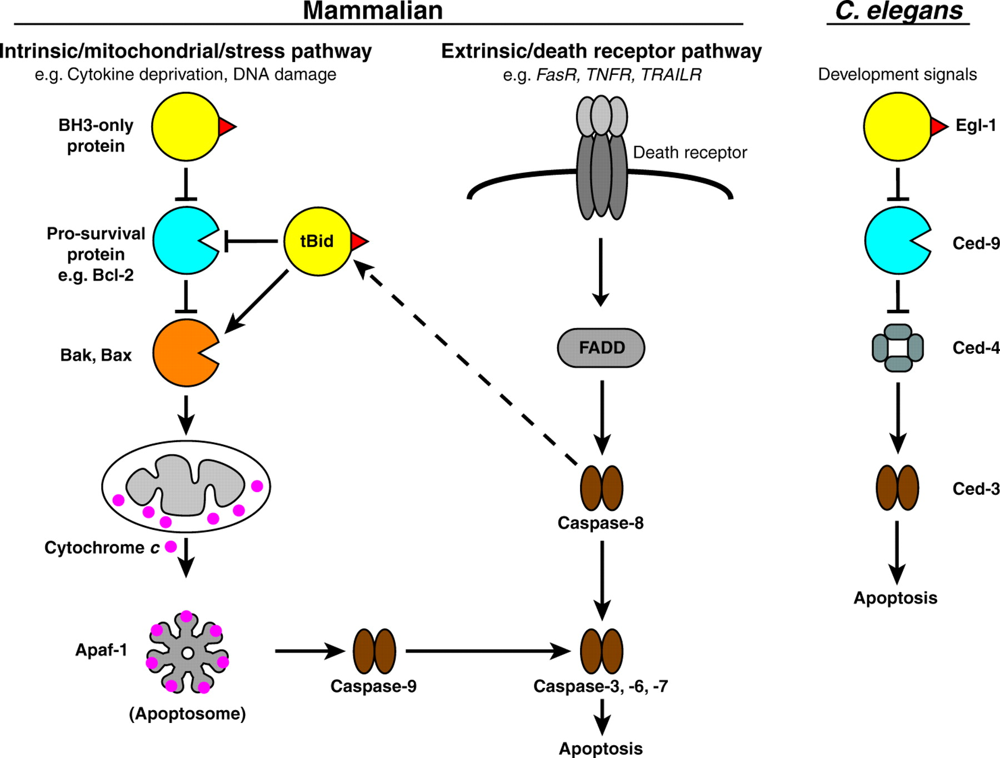 Mammalian
C. elegans
Intrinsic/mitochondrial/stress pathway
e.g. Cytokine deprivation, DNA damage
Extrinsic/death receptor pathway
e.g. FasR, TNFR, TRAILR
Development signals
BH3-only
protein
Death receptor
Egl-1
Pro-survival
protein
e.g. Bcl-2
tBid
Ced-9
Bak, Bax
FADD
Ced-4
Caspase-8
Ced-3
Cytochrome c
Apoptosis
Apaf-1
(Apoptosome)
Caspase-9
Caspase-3, -6, -7
Apoptosis